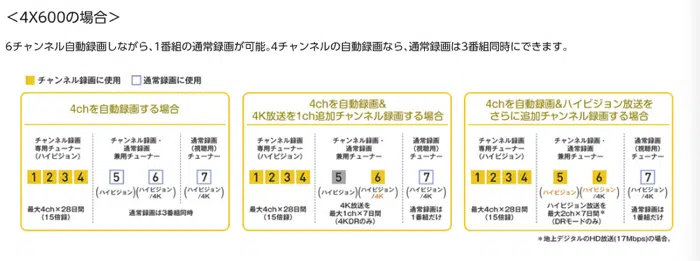 ＜4X600の場合＞
6チャンネル自動録画しながら、1番組の通常録画が可能。4チャンネルの自動録画なら、通常録画は3番組同時にできます。
チャンネル録画に使用 通常録画に使用
4chを自動録画する場合
チャンネル録画
専用チューナー
(ハイビジョン)
チャンネル録画・
通常録画
兼用チューナー
通常録画
(視聴用)
チューナー
1 2 3 4 5 6 7
(ハイビジョン) (ハイビジョン/4K) (ハイビジョン/4K)
最大4ch×28日間
(15倍録)
通常録画は3番組同時
4chを自動録画&
4K放送を1ch追加チャンネル録画する場合
チャンネル録画
専用チューナー
(ハイビジョン)
チャンネル録画・
通常録画
兼用チューナー
通常録画
(視聴用)
チューナー
1 2 3 4 5 6 7
(ハイビジョン) (ハイビジョン/4K) (ハイビジョン/4K)
最大4ch×28日間
(15倍録)
4K放送を
最大1ch×7日間
(4KDRのみ)
通常録画は
1番組だけ
4chを自動録画&ハイビジョン放送を
さらに追加チャンネル録画する場合
チャンネル録画
専用チューナー
(ハイビジョン)
チャンネル録画・
通常録画
兼用チューナー
通常録画
(視聴用)
チューナー
1 2 3 4 5 6 7
(ハイビジョン) (ハイビジョン/4K) (ハイビジョン/4K)
最大4ch×28日間
(15倍録)
ハイビジョン放送を
最大2ch×7日間*
(DRモードのみ)
通常録画は
1番組だけ
*地上デジタルのHD放送(17Mbps)の場合。